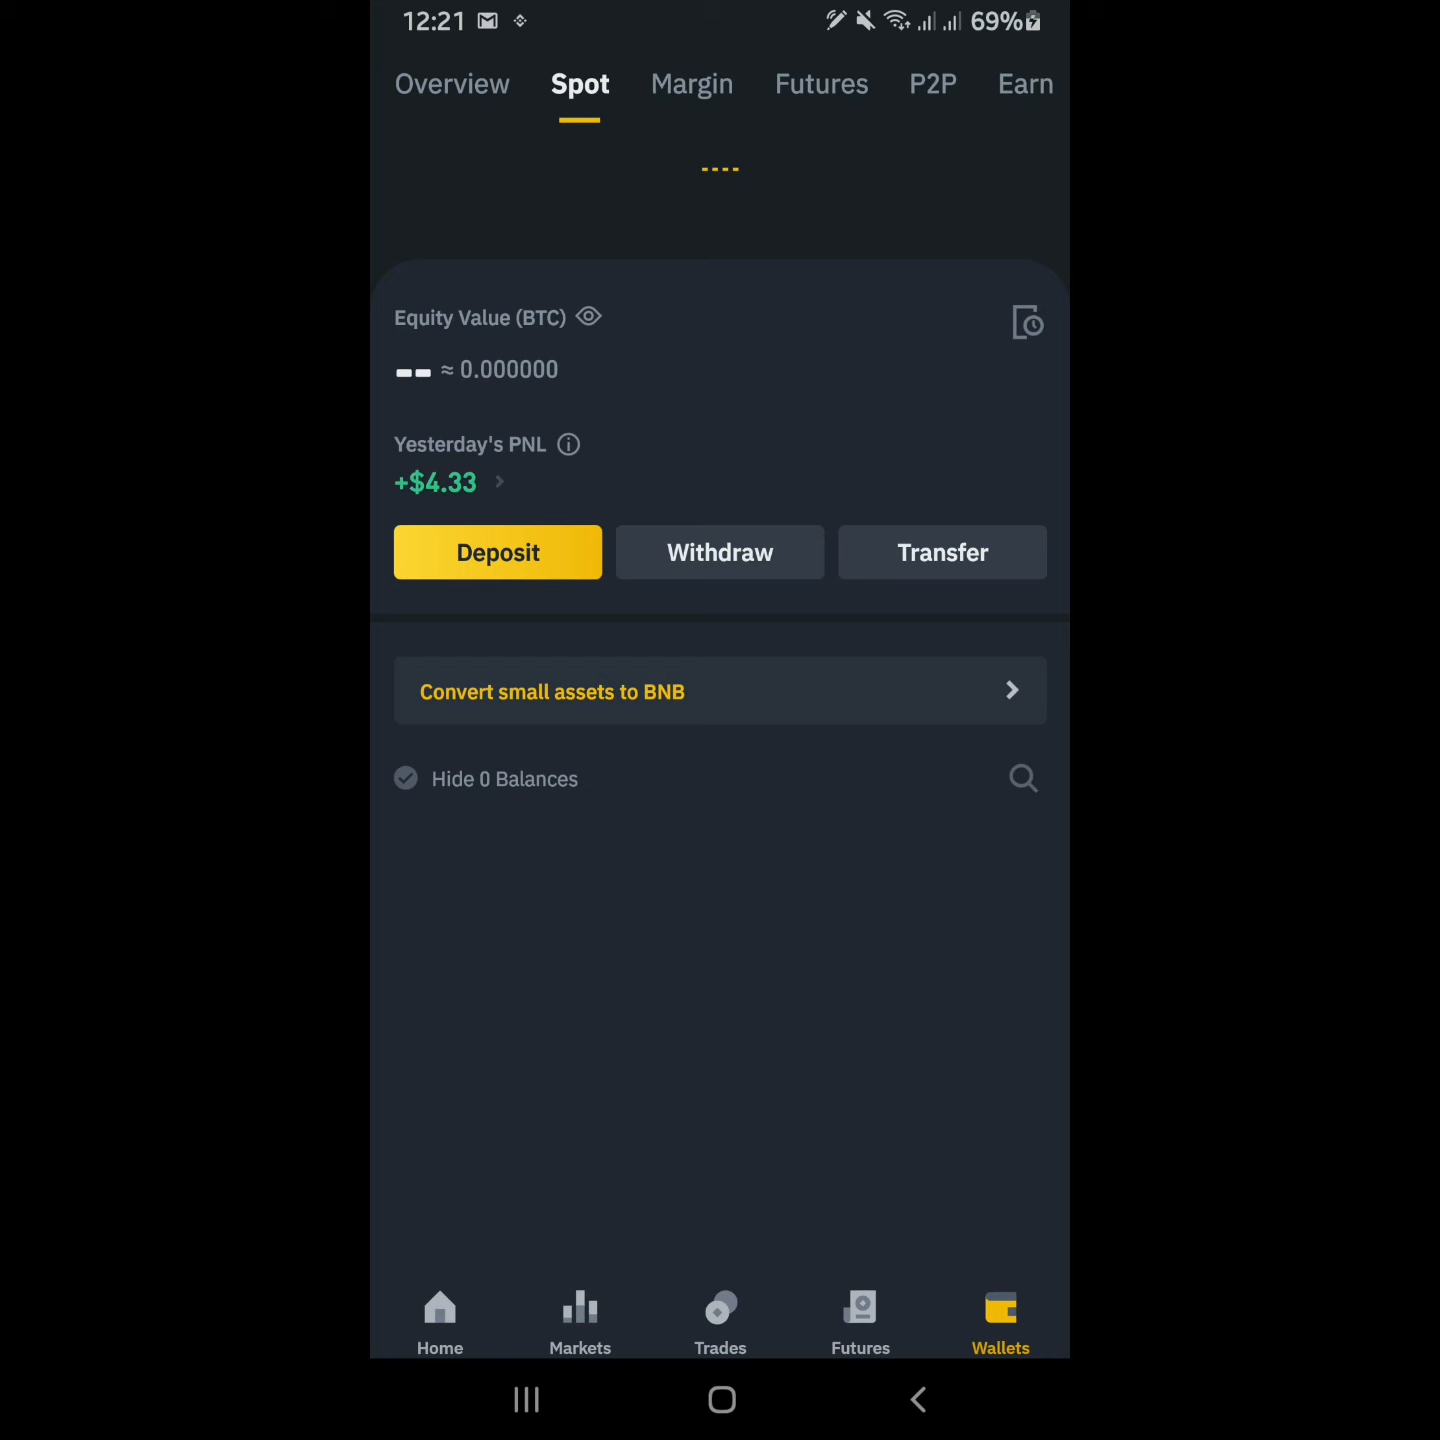 12:21 69%
Overview Spot Margin Futures P2P Earn
Equity Value (BTC)
-- ≈ 0.000000
Yesterday's PNL
+$4.33
Deposit Withdraw Transfer
Convert small assets to BNB
Hide 0 Balances
Home Markets Trades Futures Wallets